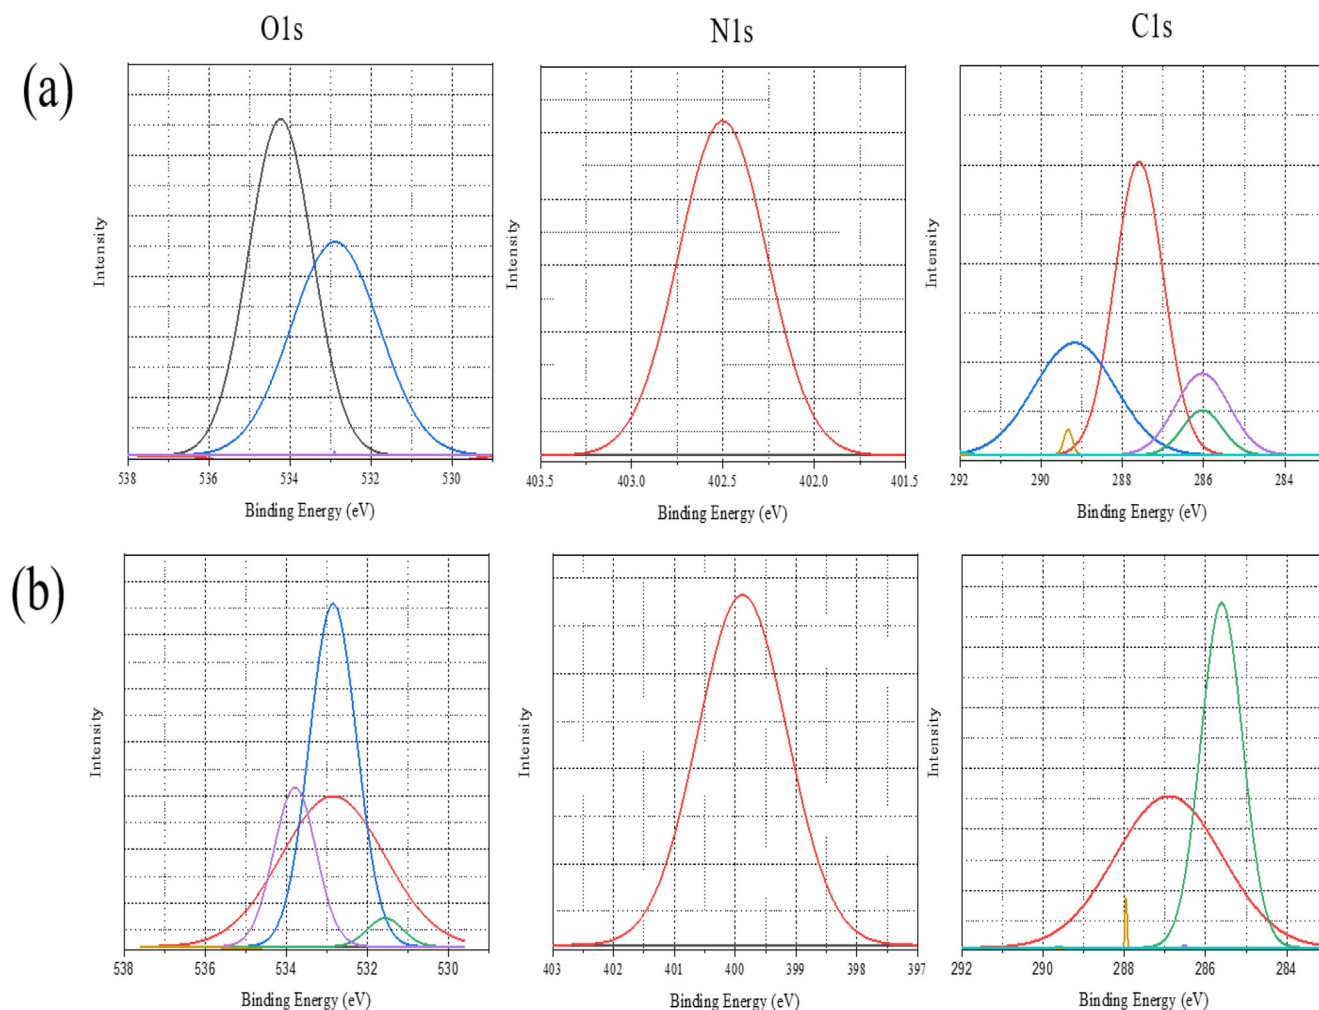 O1s
N1s
C1s
(a)
Intensity
538
536
534
532
530
Binding Energy (eV)
Intensity
403.5
403.0
402.5
402.0
401.5
Binding Energy (eV)
Intensity
292
290
288
286
284
Binding Energy (eV)
(b)
Intensity
538
536
534
532
530
Binding Energy (eV)
Intensity
403
402
401
400
399
398
397
Binding Energy (eV)
Intensity
292
290
288
286
284
Binding Energy (eV)